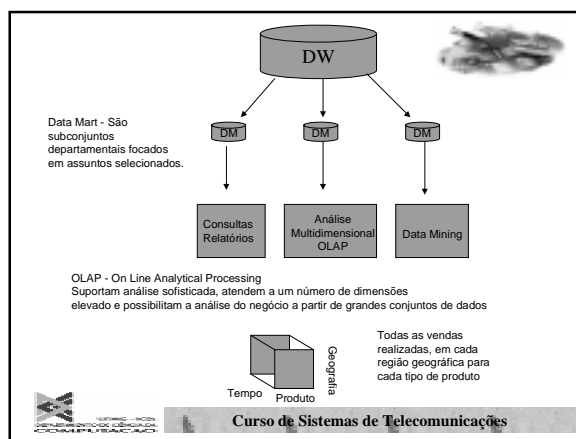 DW
Data Mart - São
subconjuntos
departamentais focados
em assuntos selecionados.
DM
DM
DM
Consultas
Relatórios
Análise
Multidimensional
OLAP
Data Mining
OLAP - On Line Analytical Processing
Suportam análise sofisticada, atendem a um número de dimensões
elevado e possibilitam a análise do negócio a partir de grandes conjuntos de dados
Geografia
Tempo
Produto
Todas as vendas
realizadas, em cada
região geográfica para
cada tipo de produto
COMPUTAÇÃO
Curso de Sistemas de Telecomunicações